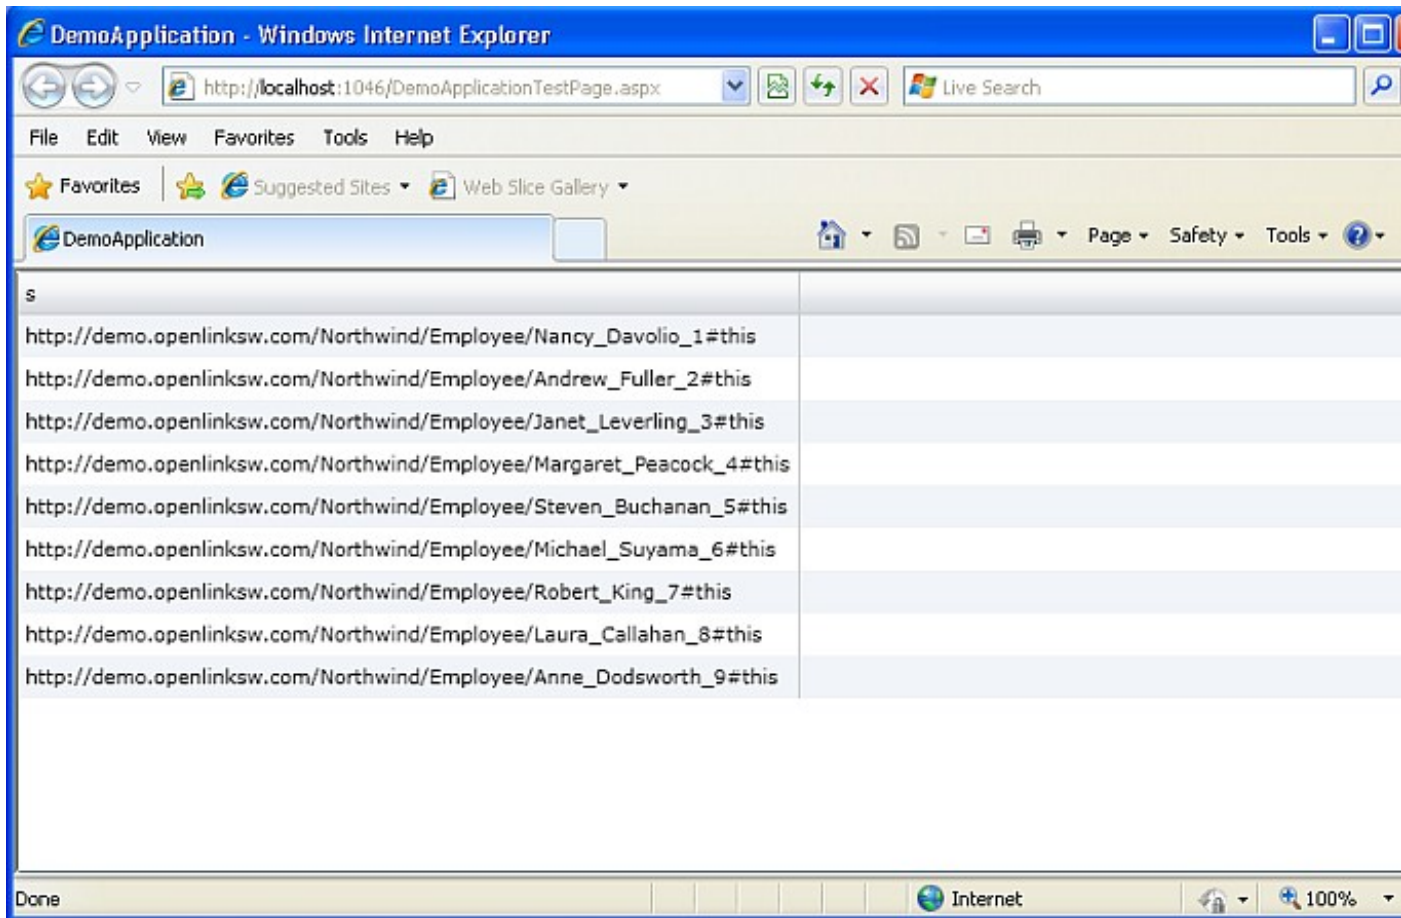 DemoApplication - Windows Internet Explorer
http://localhost:1046/DemoApplicationTestPage.aspx
Live Search
File Edit View Favorites Tools Help
Favorites Suggested Sites Web Slice Gallery
DemoApplication Page Safety Tools
s
http://demo.openlinksw.com/Northwind/Employee/Nancy_Davolio_1#this
http://demo.openlinksw.com/Northwind/Employee/Andrew_Fuller_2#this
http://demo.openlinksw.com/Northwind/Employee/Janet_Leverling_3#this
http://demo.openlinksw.com/Northwind/Employee/Margaret_Peacock_4#this
http://demo.openlinksw.com/Northwind/Employee/Steven_Buchanan_5#this
http://demo.openlinksw.com/Northwind/Employee/Michael_Suyama_6#this
http://demo.openlinksw.com/Northwind/Employee/Robert_King_7#this
http://demo.openlinksw.com/Northwind/Employee/Laura_Callahan_8#this
http://demo.openlinksw.com/Northwind/Employee/Anne_Dodsworth_9#this
Done Internet 100%